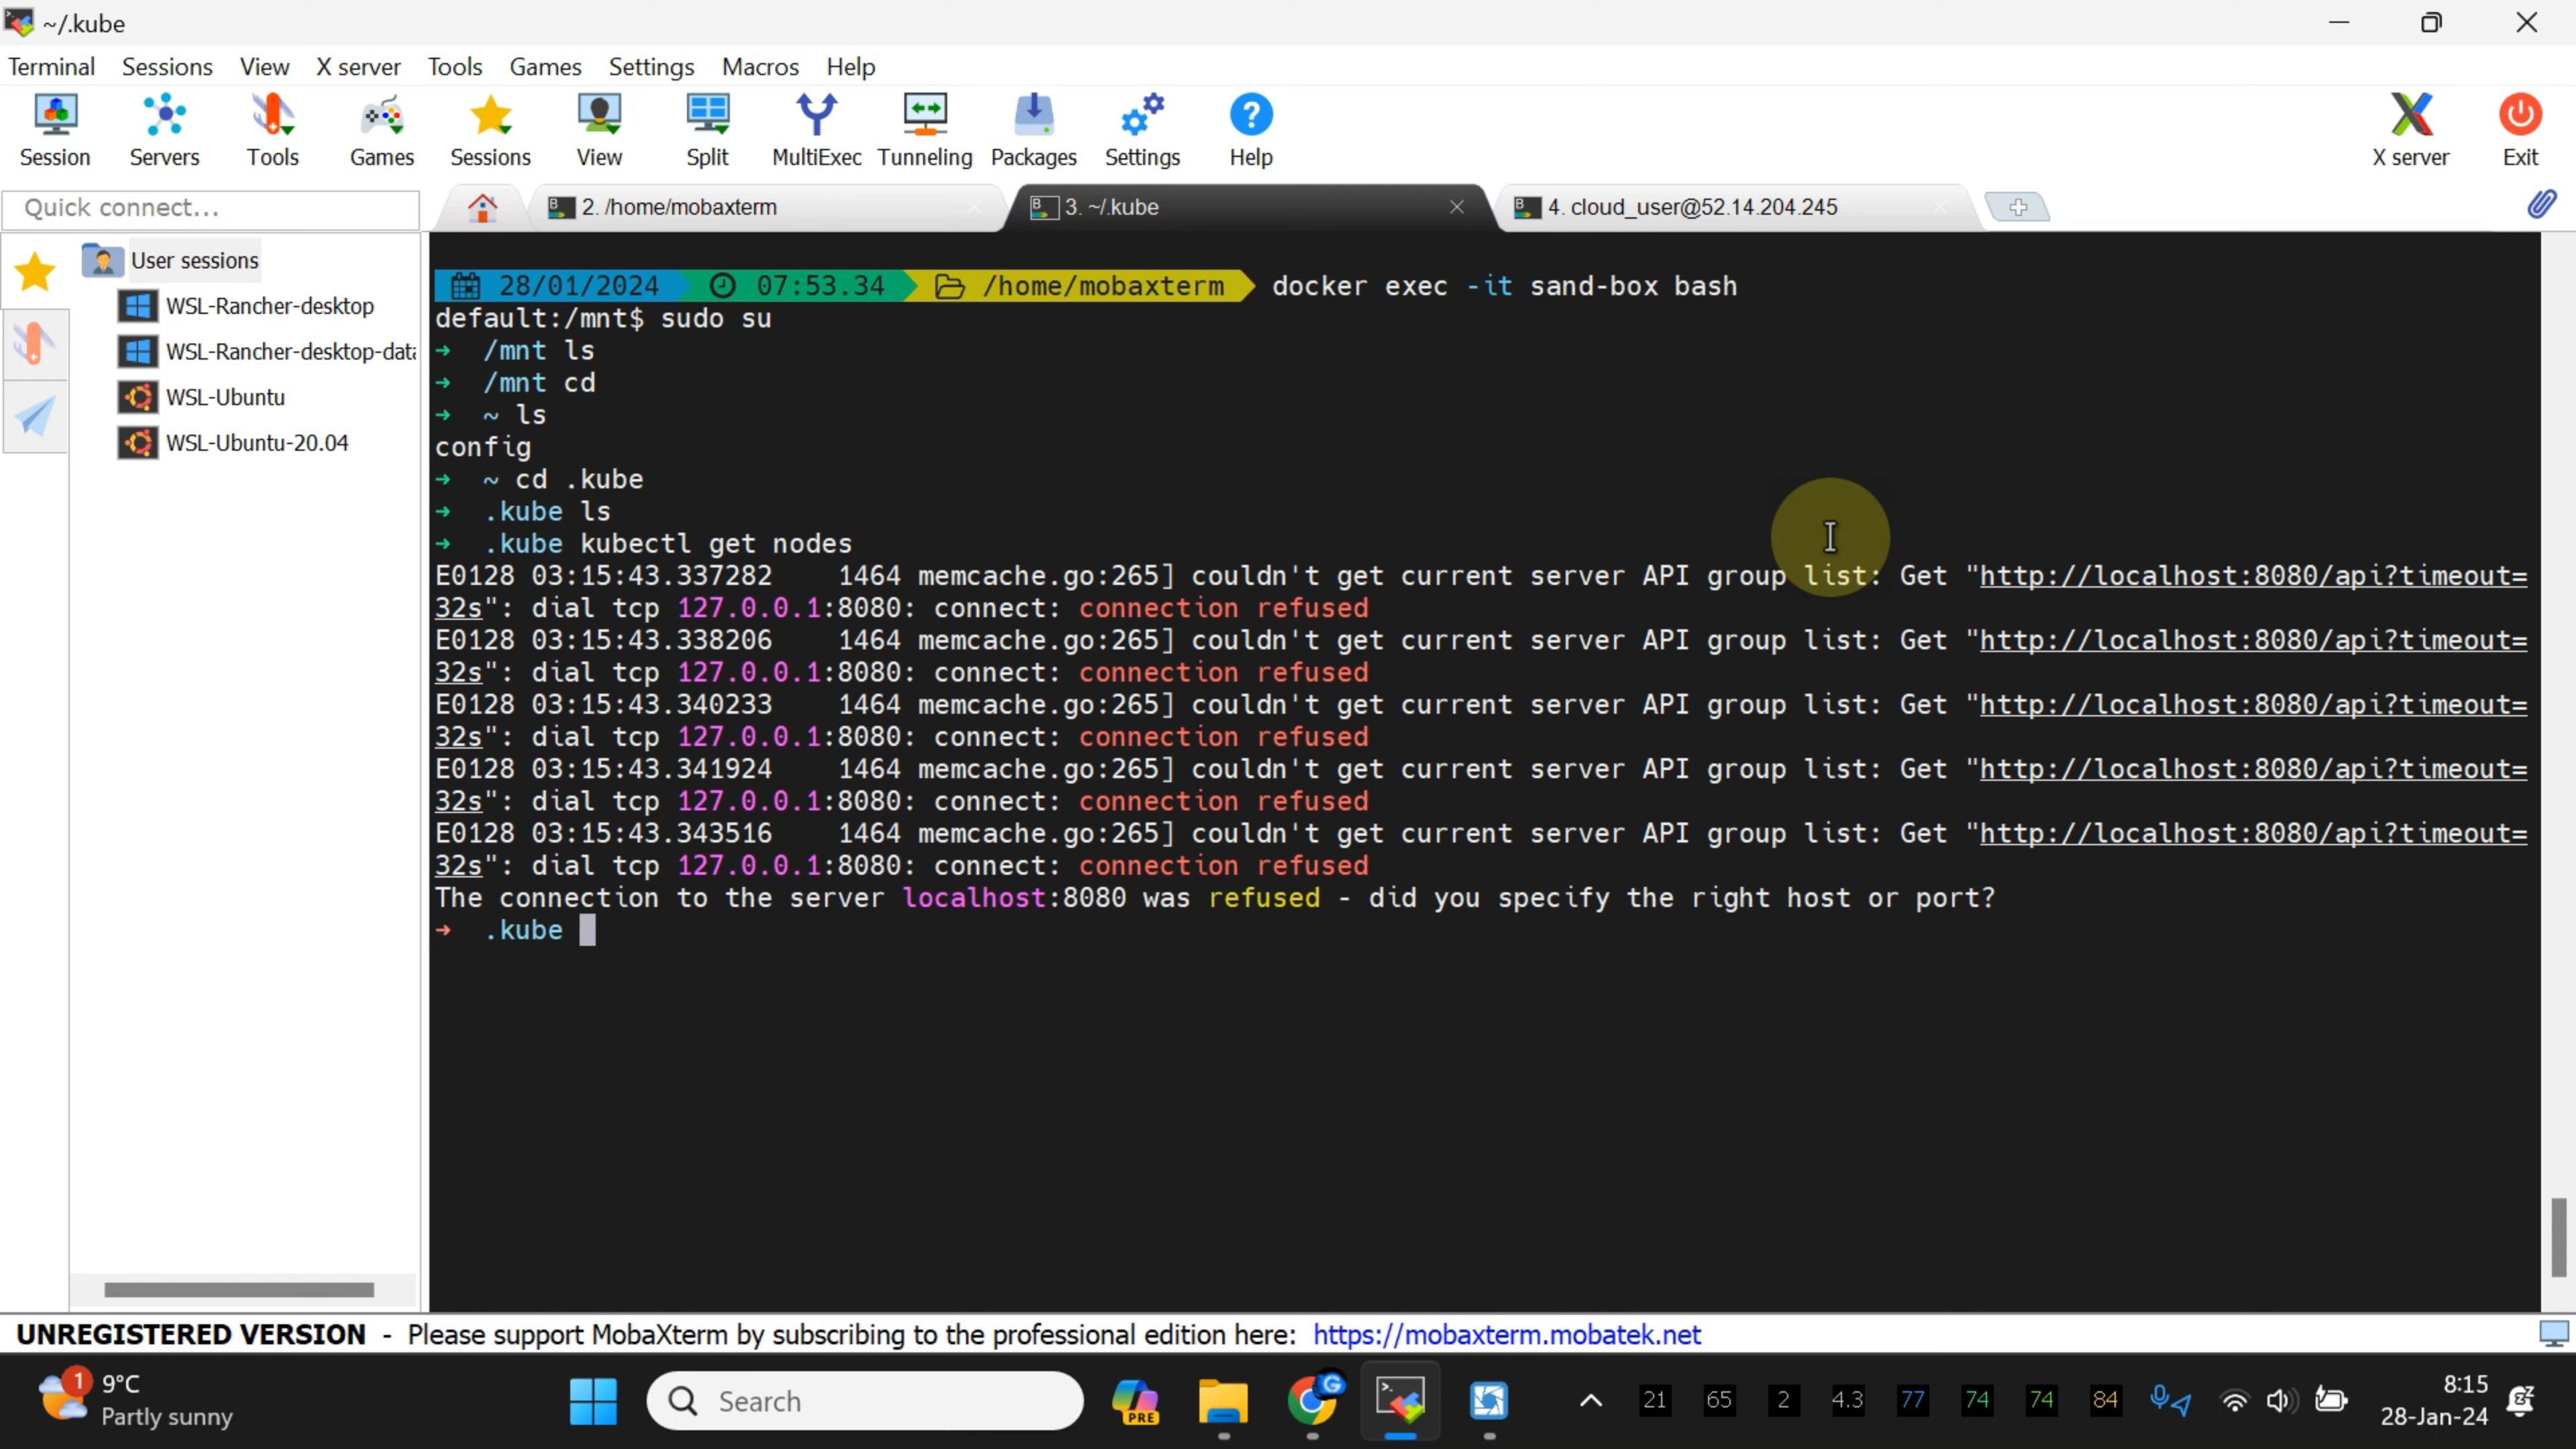 ~/.kube
Terminal Sessions View X server Tools Games Settings Macros Help
Session Servers Tools Games Sessions View Split MultiExec Tunneling Packages Settings Help X server Exit
Quick connect... 2. /home/mobaxterm 3. ~/.kube 4. cloud_user@52.14.204.245
User sessions
WSL-Rancher-desktop
WSL-Rancher-desktop-data
WSL-Ubuntu
WSL-Ubuntu-20.04
28/01/2024 07:53.34 /home/mobaxterm docker exec -it sand-box bash
default:/mnt$ sudo su
➜ /mnt ls
➜ /mnt cd
➜ ~ ls
config
➜ ~ cd .kube
➜ .kube ls
➜ .kube kubectl get nodes
E0128 03:15:43.337282 1464 memcache.go:265] couldn't get current server API group list: Get "http://localhost:8080/api?timeout=
32s": dial tcp 127.0.0.1:8080: connect: connection refused
E0128 03:15:43.338206 1464 memcache.go:265] couldn't get current server API group list: Get "http://localhost:8080/api?timeout=
32s": dial tcp 127.0.0.1:8080: connect: connection refused
E0128 03:15:43.340233 1464 memcache.go:265] couldn't get current server API group list: Get "http://localhost:8080/api?timeout=
32s": dial tcp 127.0.0.1:8080: connect: connection refused
E0128 03:15:43.341924 1464 memcache.go:265] couldn't get current server API group list: Get "http://localhost:8080/api?timeout=
32s": dial tcp 127.0.0.1:8080: connect: connection refused
E0128 03:15:43.343516 1464 memcache.go:265] couldn't get current server API group list: Get "http://localhost:8080/api?timeout=
32s": dial tcp 127.0.0.1:8080: connect: connection refused
The connection to the server localhost:8080 was refused - did you specify the right host or port?
➜ .kube
UNREGISTERED VERSION - Please support MobaXterm by subscribing to the professional edition here: https://mobaxterm.mobatek.net
1 9°C
Partly sunny
Search
PRE
G
21 65 2 4.3 77 74 74 84
8:15
28-Jan-24